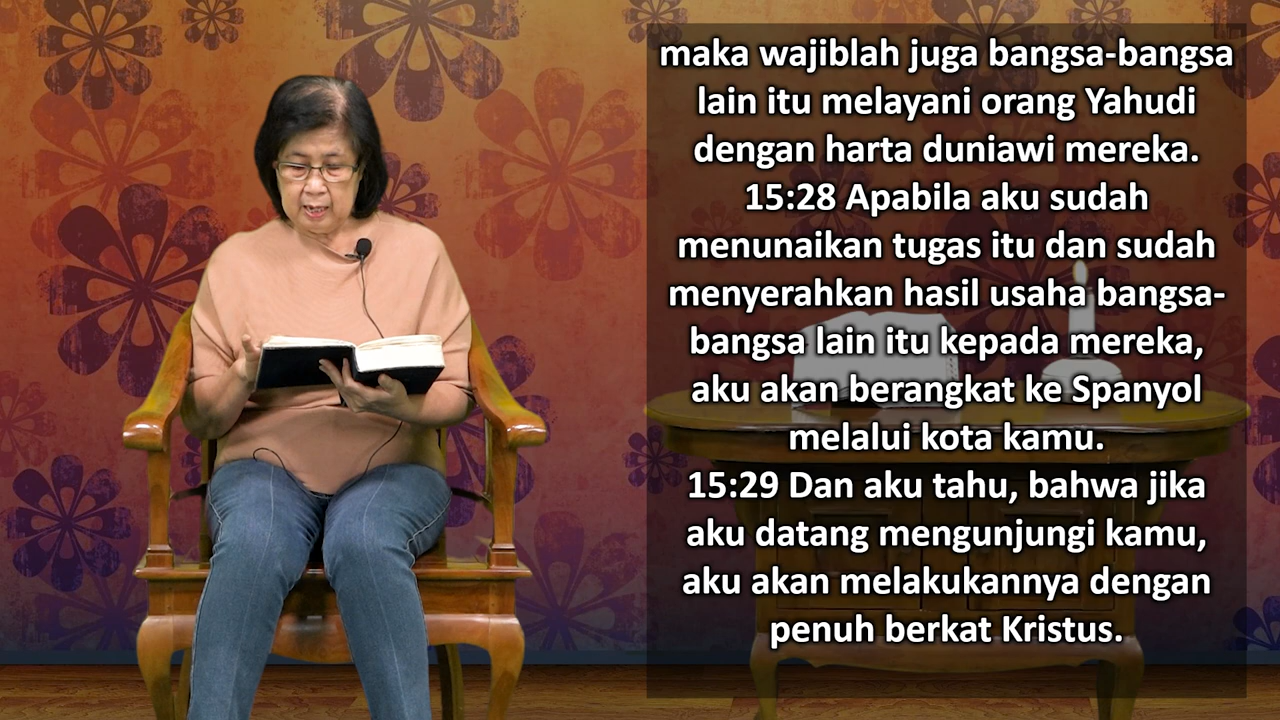 maka wajiblah juga bangsa-bangsa
lain itu melayani orang Yahudi
dengan harta duniawi mereka.
15:28 Apabila aku sudah
menunaikan tugas itu dan sudah
menyerahkan hasil usaha bangsa-
bangsa lain itu kepada mereka,
aku akan berangkat ke Spanyol
melalui kota kamu.
15:29 Dan aku tahu, bahwa jika
aku datang mengunjungi kamu,
aku akan melakukannya dengan
penuh berkat Kristus.